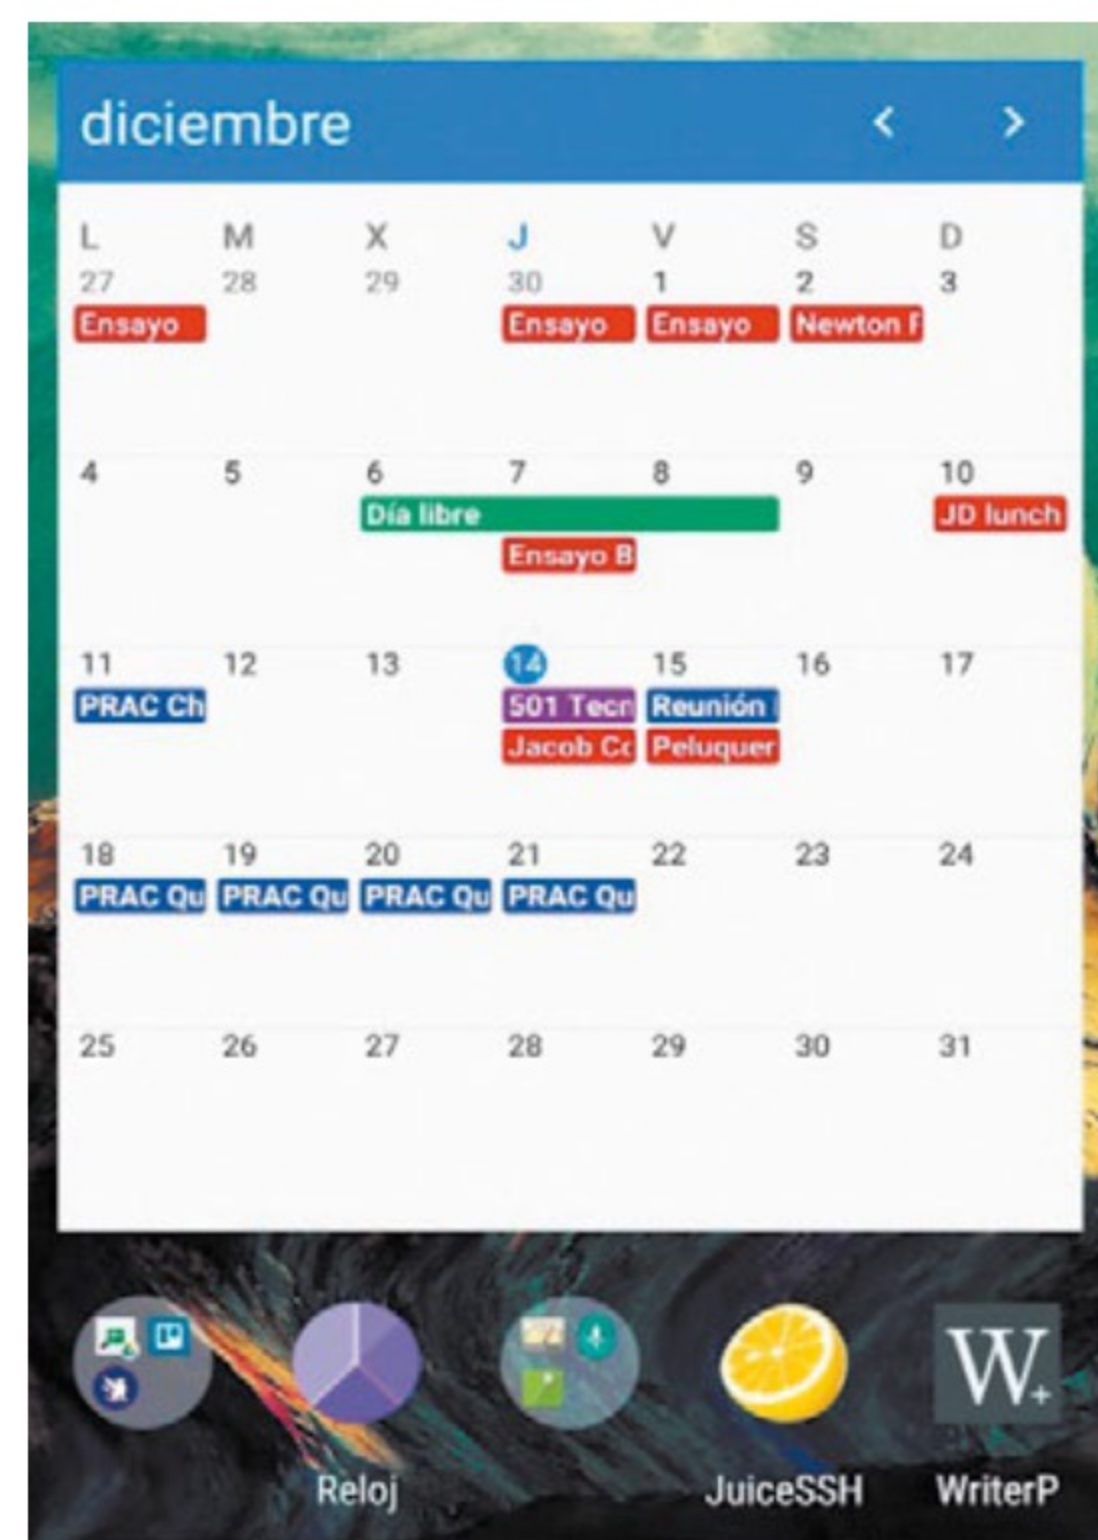 diciembre < >
L M X J V S D
27 28 29 30 1 2 3
Ensayo Ensayo Ensayo Newton
4 5 6 7 8 9 10
Día libre JD lunch
Ensayo B
11 12 13 14 15 16 17
PRAC Ch 501 Tecn Reunión
Jacob Peluquer
18 19 20 21 22 23 24
PRAC Qu PRAC Qu PRAC Qu PRAC Qu
25 26 27 28 29 30 31
W+
Reloj JuiceSSH WriterP